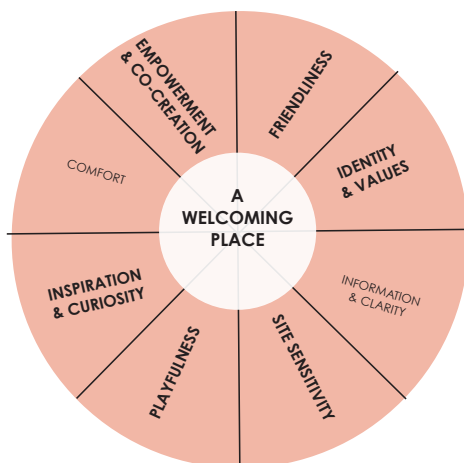 A
WELCOMING
PLACE
FRIENDLINESS
IDENTITY
& VALUES
INFORMATION
& CLARITY
SITE SENSITIVITY
PLAYFULNESS
INSPIRATION
& CURIOSITY
COMFORT
EMPOWERMENT
& CO-CREATION